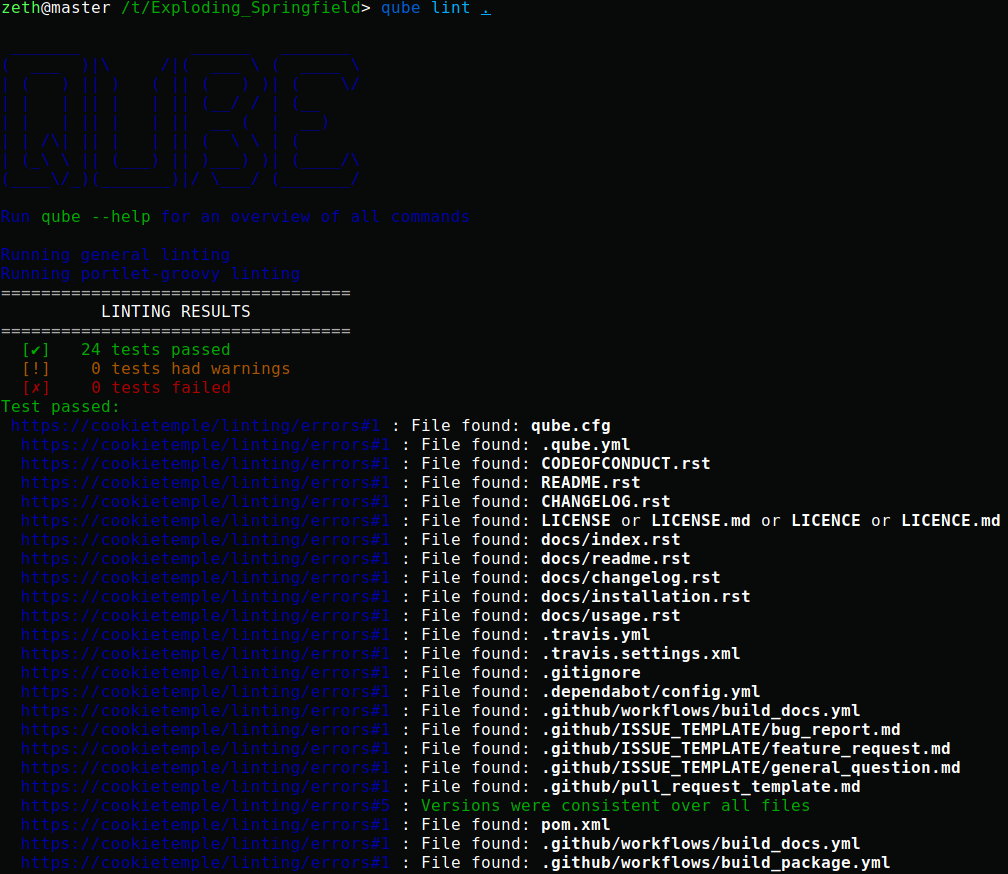 zeth@master /t/Exploding_Springfield> qube lint .
QUBE
Run qube --help for an overview of all commands
Running general linting
Running portlet-groovy linting
===================================
LINTING RESULTS
===================================
[✔] 24 tests passed
[!] 0 tests had warnings
[✗] 0 tests failed
Test passed:
https://cookietemple/linting/errors#1 : File found: qube.cfg
https://cookietemple/linting/errors#1 : File found: .qube.yml
https://cookietemple/linting/errors#1 : File found: CODEOFCONDUCT.rst
https://cookietemple/linting/errors#1 : File found: README.rst
https://cookietemple/linting/errors#1 : File found: CHANGELOG.rst
https://cookietemple/linting/errors#1 : File found: LICENSE or LICENSE.md or LICENCE or LICENCE.md
https://cookietemple/linting/errors#1 : File found: docs/index.rst
https://cookietemple/linting/errors#1 : File found: docs/readme.rst
https://cookietemple/linting/errors#1 : File found: docs/changelog.rst
https://cookietemple/linting/errors#1 : File found: docs/installation.rst
https://cookietemple/linting/errors#1 : File found: docs/usage.rst
https://cookietemple/linting/errors#1 : File found: .travis.yml
https://cookietemple/linting/errors#1 : File found: .travis.settings.xml
https://cookietemple/linting/errors#1 : File found: .gitignore
https://cookietemple/linting/errors#1 : File found: .dependabot/config.yml
https://cookietemple/linting/errors#1 : File found: .github/workflows/build_docs.yml
https://cookietemple/linting/errors#1 : File found: .github/ISSUE_TEMPLATE/bug_report.md
https://cookietemple/linting/errors#1 : File found: .github/ISSUE_TEMPLATE/feature_request.md
https://cookietemple/linting/errors#1 : File found: .github/ISSUE_TEMPLATE/general_question.md
https://cookietemple/linting/errors#1 : File found: .github/pull_request_template.md
https://cookietemple/linting/errors#5 : Versions were consistent over all files
https://cookietemple/linting/errors#1 : File found: pom.xml
https://cookietemple/linting/errors#1 : File found: .github/workflows/build_docs.yml
https://cookietemple/linting/errors#1 : File found: .github/workflows/build_package.yml